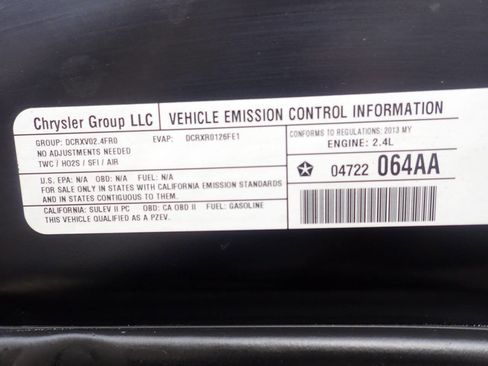 Chrysler Group LLC VEHICLE EMISSION CONTROL INFORMATION
GROUP: DCRXV02.4FR0 EVAP: DCRXR0126FE1
NO ADJUSTMENTS NEEDED
TWC / HO2S / SFI / AIR
U.S. EPA: N/A OBD: N/A FUEL: N/A
FOR SALE ONLY IN STATES WITH CALIFORNIA EMISSION STANDARDS
AND IN STATES CONTIGUOUS TO THEM.
CALIFORNIA: SULEV II PC OBD: CA OBD II FUEL: GASOLINE
THIS VEHICLE QUALIFIED AS A PZEV.
CONFORMS TO REGULATIONS: 2013 MY
ENGINE: 2.4L
04722 064AA